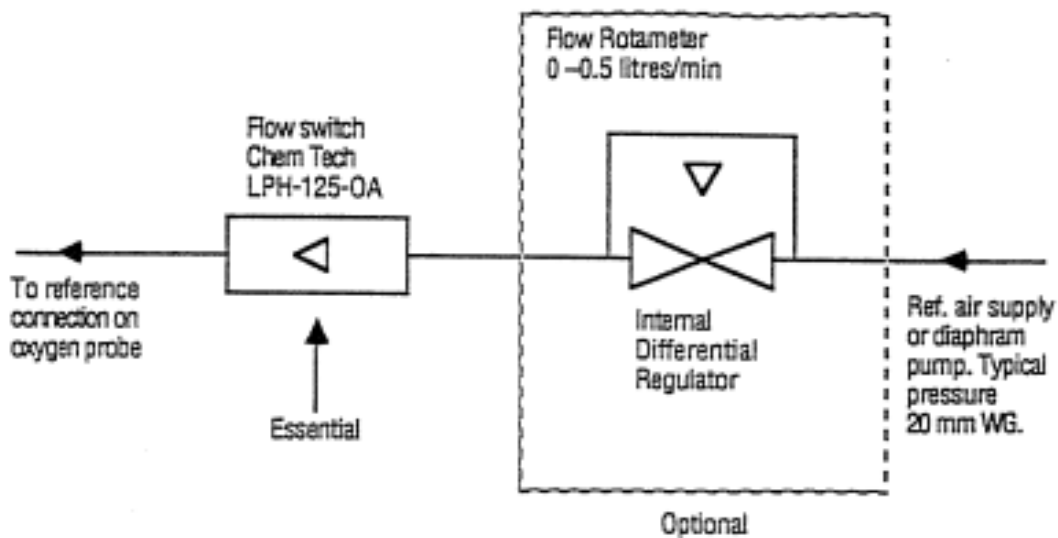 Flow Rotameter
0 –0.5 litres/min
Flow switch
Chem Tech
LPH-125-OA
To reference
connection on
oxygen probe
Essential
Internal
Differential
Regulator
Ref. air supply
or diaphram
pump. Typical
pressure
20 mm WG.
Optional